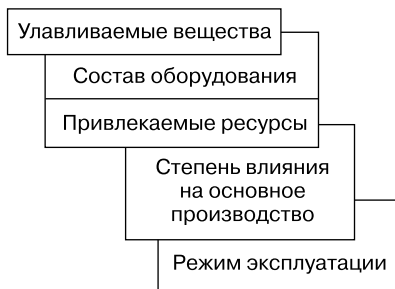 Улавливаемые вещества
Состав оборудования
Привлекаемые ресурсы
Степень влияния
на основное
производство
Режим эксплуатации